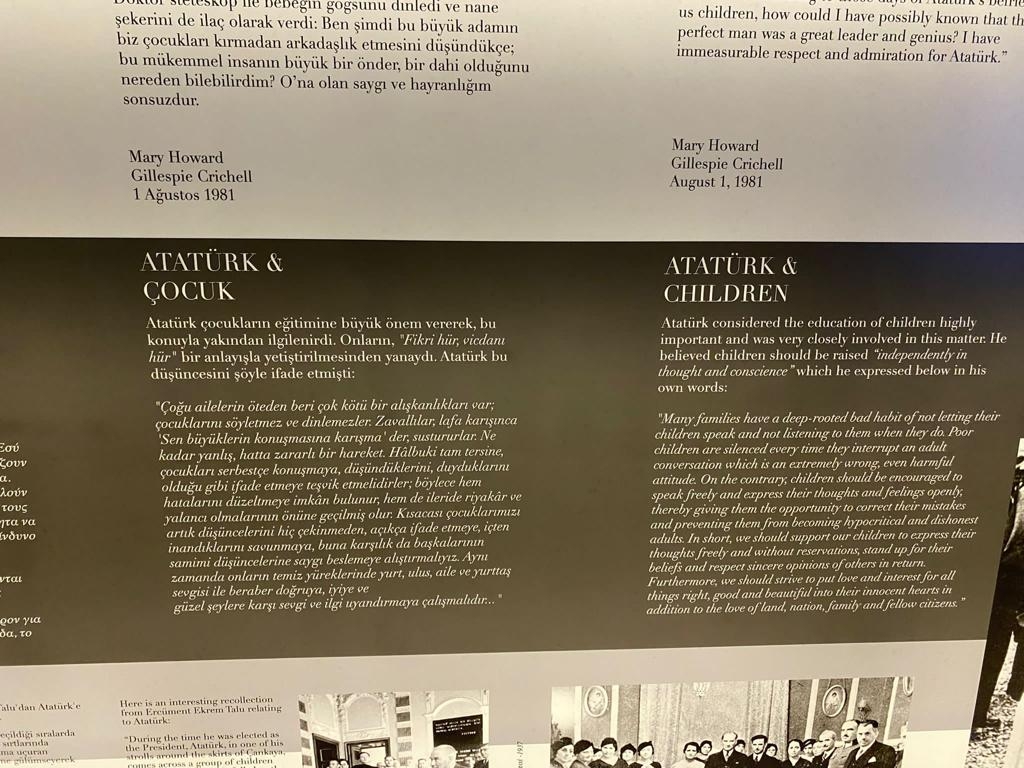 Doktor steteskop ile bebeğin göğsünü dinledi ve nane
şekerini de ilaç olarak verdi: Ben şimdi bu büyük adamın
biz çocukları kırmadan arkadaşlık etmesini düşündükçe;
bu mükemmel insanın büyük bir önder, bir dahi olduğunu
nereden bilebilirdim? O'na olan saygı ve hayranlığım
sonsuzdur.
Mary Howard
Gillespie Crichell
1 Ağustos 1981
us children, how could I have possibly known that
perfect man was a great leader and genius? I have
immeasurable respect and admiration for Atatürk."
Mary Howard
Gillespie Crichell
August 1, 1981
ATATÜRK &
ÇOCUK
Atatürk çocukların eğitimine büyük önem vererek, bu
konuyla yakından ilgilenirdi. Onların, "Fikri hür, vicdanı
hür" bir anlayışla yetiştirilmesinden yanaydı. Atatürk bu
düşüncesini şöyle ifade etmişti:
"Çoğu ailelerin öteden beri çok kötü bir alışkanlıkları var;
çocuklarını söyletmez ve dinlemezler. Zavallılar, lafa karışınca
'Sen büyüklerin konuşmasına karışma' der, sustururlar. Ne
kadar yanlış, hatta zararlı bir hareket. Hâlbuki tam tersine,
çocukları serbestçe konuşmaya, düşündüklerini, duyduklarını
olduğu gibi ifade etmeye teşvik etmelidirler; böylece hem
hatalarını düzeltmeye imkân bulunur, hem de ileride riyakâr ve
yalancı olmalarının önüne geçilmiş olur. Kısacası çocuklarımızı
artık düşüncelerini hiç çekinmeden, açıkça ifade etmeye, içten
inandıklarını savunmaya, buna karşılık da başkalarının
samimi düşüncelerine saygı beslemeye alıştırmalıyız. Aynı
zamanda onların temiz yüreklerinde yurt, ulus, aile ve yurttaş
sevgisi ile beraber doğruya, iyiye ve
güzel şeylere karşı sevgi ve ilgi uyandırmaya çalışmalıdır..."
ATATÜRK &
CHILDREN
Atatürk considered the education of children highly
important and was very closely involved in this matter. He
believed children should be raised "independently in
thought and conscience" which he expressed below in his
own words:
"Many families have a deep-rooted bad habit of not letting their
children speak and not listening to them when they do. Poor
children are silenced every time they interrupt an adult
conversation which is an extremely wrong, even harmful
attitude. On the contrary, children should be encouraged to
speak freely and express their thoughts and feelings openly,
thereby giving them the opportunity to correct their mistakes
and preventing them from becoming hypocritical and dishonest
adults. In short, we should support our children to express their
thoughts freely and without reservations, stand up for their
beliefs and respect sincere opinions of others in return.
Furthermore, we should strive to put love and interest for all
things right, good and beautiful into their innocent hearts in
addition to the love of land, nation, family and fellow citizens."
τους
ητα να
νται
ρον για
δα, το
Talu'dan Atatürk'e
eçildiği sıralarda
sırtlarında
Here is an interesting recollection
from Ercüment Ekrem Talu relating
to Atatürk:
"During the time he was elected as
the President, Atatürk, in one of his
strolls around the skirts of Çankaya,
comes across a group of children